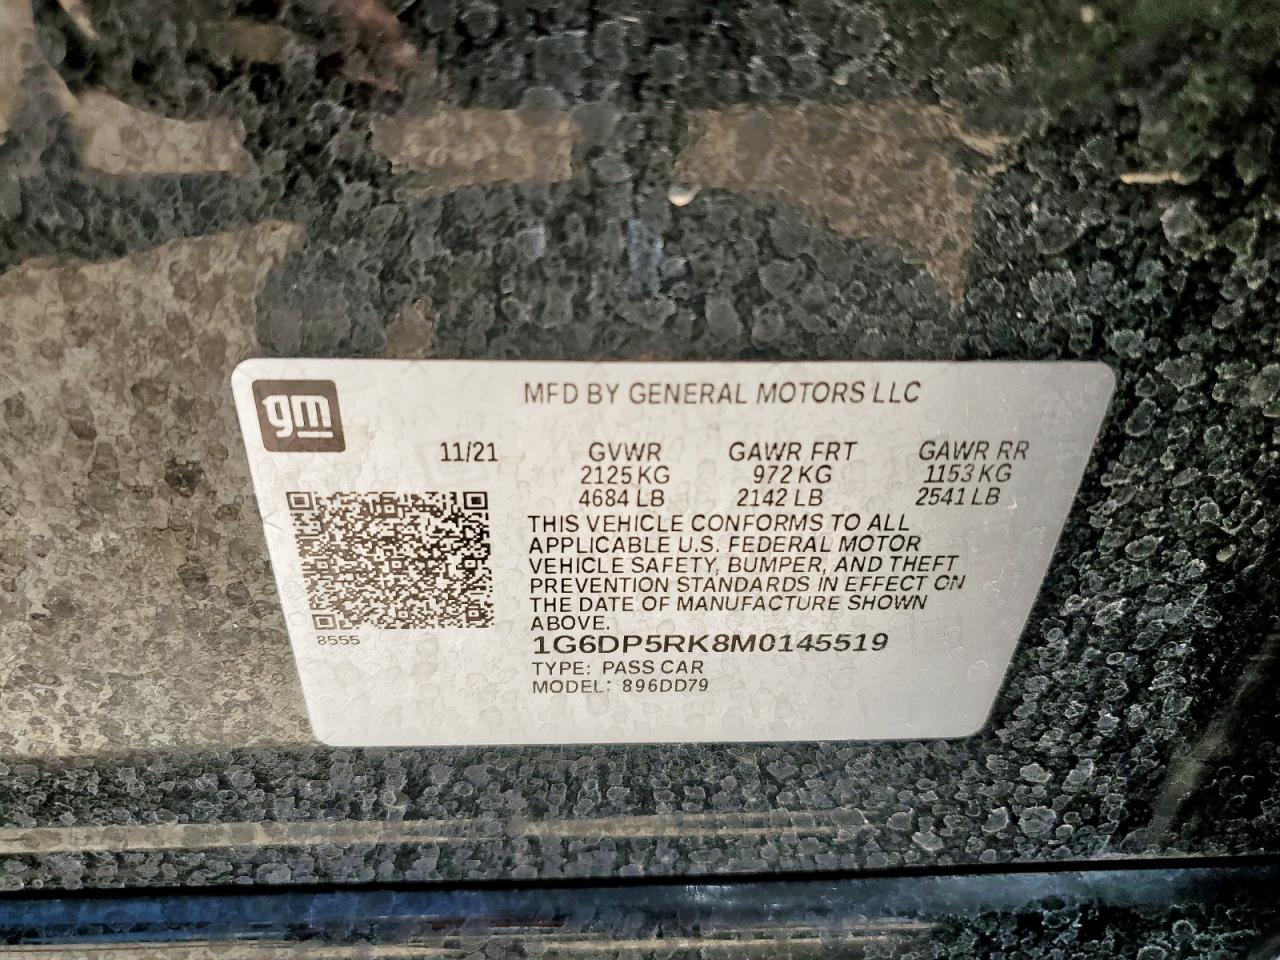 gm
MFD BY GENERAL MOTORS LLC
11/21 GVWR GAWR FRT GAWR RR
2125 KG 972 KG 1153 KG
4684 LB 2142 LB 2541 LB
THIS VEHICLE CONFORMS TO ALL
APPLICABLE U.S. FEDERAL MOTOR
VEHICLE SAFETY, BUMPER, AND THEFT
PREVENTION STANDARDS IN EFFECT ON
THE DATE OF MANUFACTURE SHOWN
ABOVE.
8555
1G6DP5RK8M0145519
TYPE: PASS CAR
MODEL: 896DD79